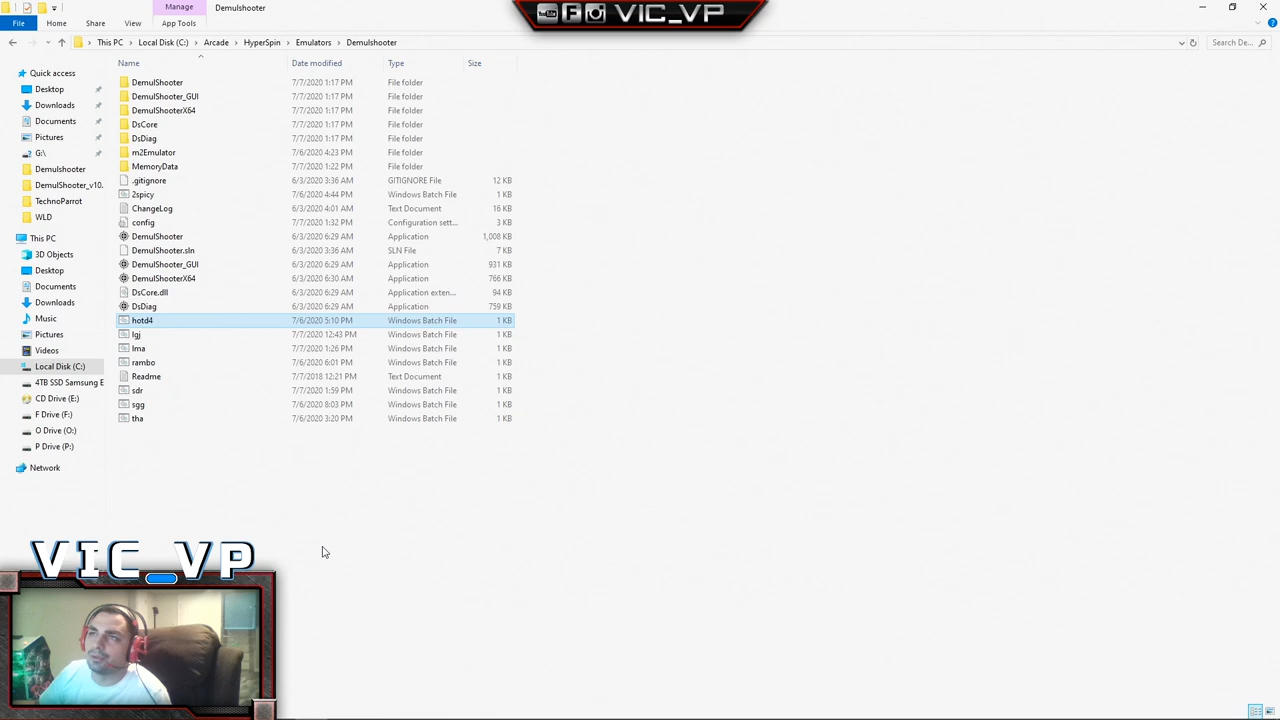 Manage
Demulshooter
File
Home
Share
View
App Tools
VIC_VP
This PC
Local Disk (C:)
Arcade
HyperSpin
Emulators
Demulshooter
Search De...
Quick access
Desktop
Downloads
Documents
Pictures
G:\
Demulshooter
DemulShooter_v10.
TechnoParrot
WLD
This PC
3D Objects
Desktop
Documents
Downloads
Music
Pictures
Videos
Local Disk (C:)
4TB SSD Samsung E
CD Drive (E:)
F Drive (F:)
O Drive (O:)
P Drive (P:)
Network
Name Date modified Type Size
DemulShooter 7/7/2020 1:17 PM File folder
DemulShooter_GUI 7/7/2020 1:17 PM File folder
DemulShooterX64 7/7/2020 1:17 PM File folder
DsCore 7/7/2020 1:17 PM File folder
DsDiag 7/7/2020 1:17 PM File folder
m2Emulator 7/6/2020 4:23 PM File folder
MemoryData 7/7/2020 1:22 PM File folder
.gitignore 6/3/2020 3:36 AM GITIGNORE File 12 KB
2spicy 7/6/2020 4:44 PM Windows Batch File 1 KB
ChangeLog 6/3/2020 4:01 AM Text Document 16 KB
config 7/7/2020 1:32 PM Configuration sett... 3 KB
DemulShooter 6/3/2020 6:29 AM Application 1,008 KB
DemulShooter.sln 6/3/2020 3:36 AM SLN File 7 KB
DemulShooter_GUI 6/3/2020 6:29 AM Application 931 KB
DemulShooterX64 6/3/2020 6:30 AM Application 766 KB
DsCore.dll 6/3/2020 6:29 AM Application exten... 94 KB
DsDiag 6/3/2020 6:29 AM Application 759 KB
hotd4 7/6/2020 5:10 PM Windows Batch File 1 KB
lgj 7/7/2020 12:43 PM Windows Batch File 1 KB
lma 7/7/2020 1:26 PM Windows Batch File 1 KB
rambo 7/6/2020 6:01 PM Windows Batch File 1 KB
Readme 7/7/2018 12:21 PM Text Document 1 KB
sdr 7/7/2020 1:59 PM Windows Batch File 1 KB
sgg 7/6/2020 8:03 PM Windows Batch File 1 KB
tha 7/6/2020 3:20 PM Windows Batch File 1 KB
VIC_VP